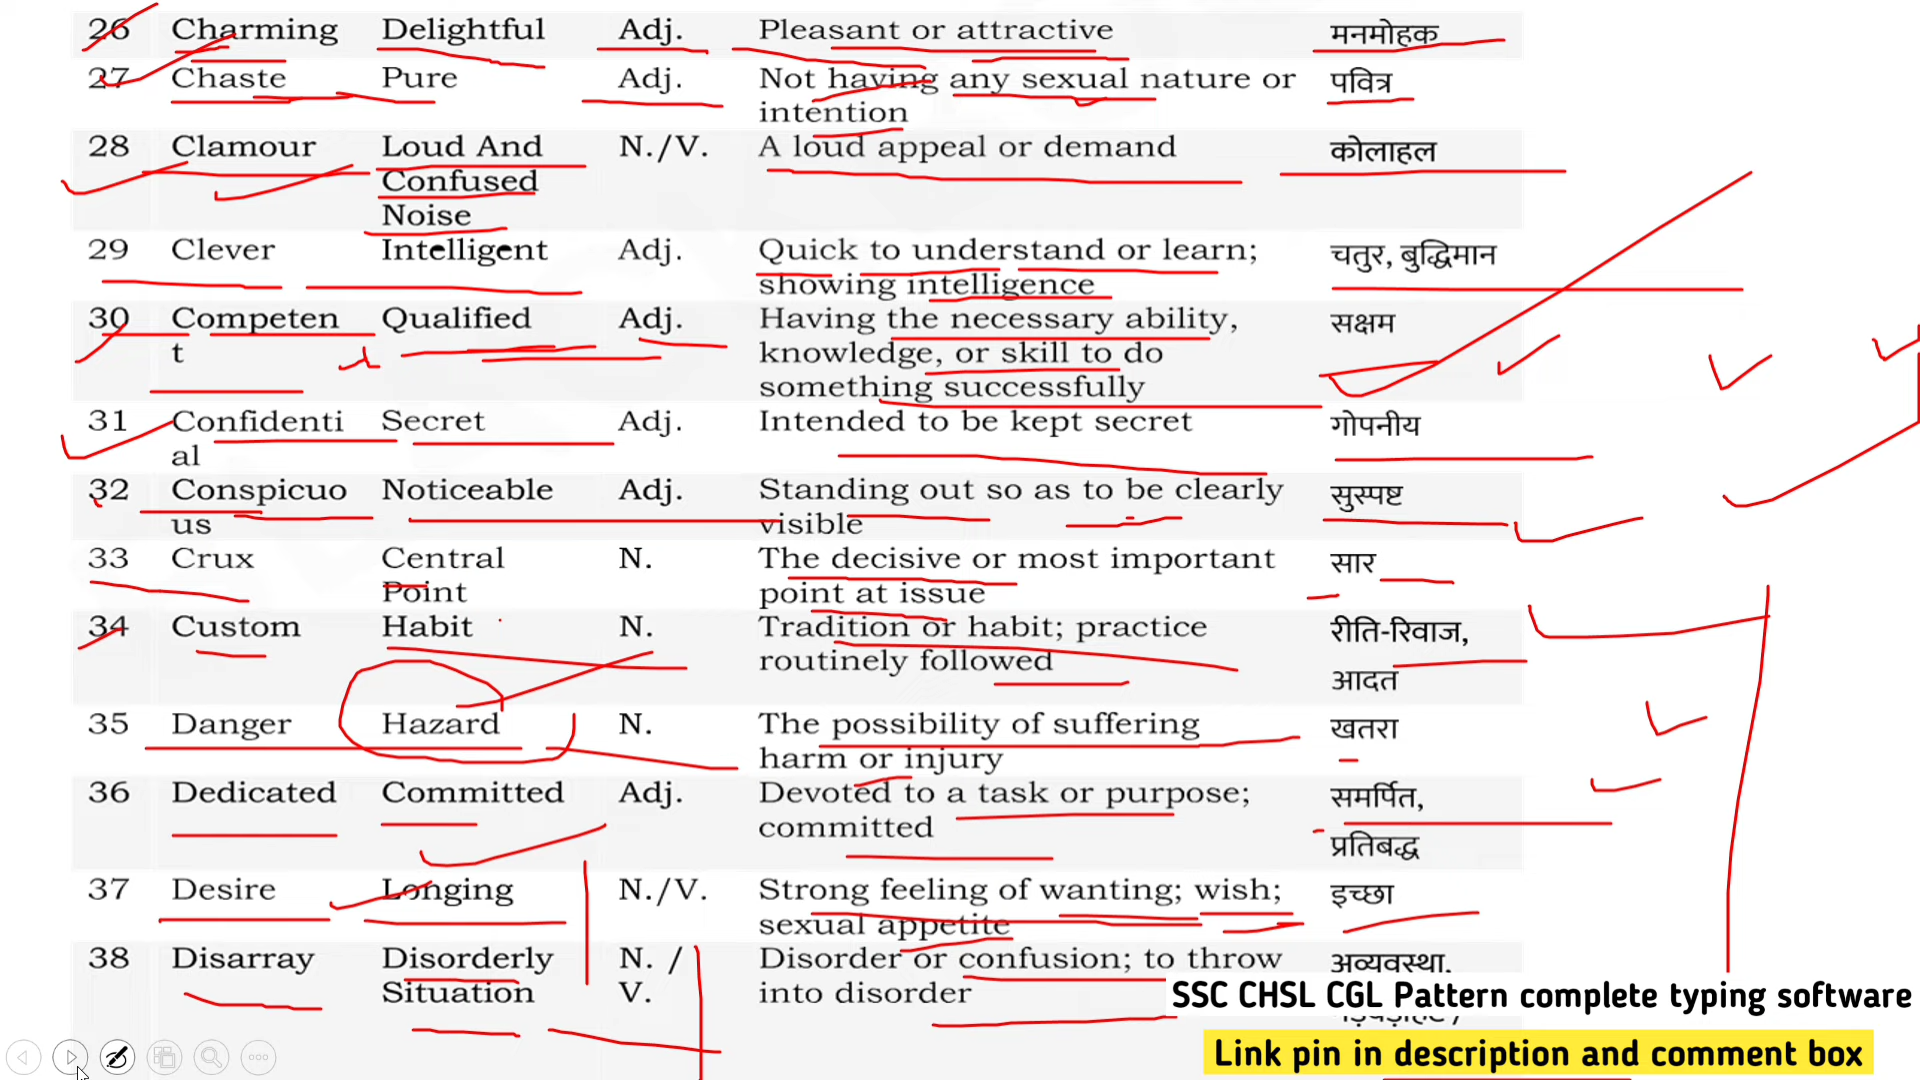 26 Charming Delightful Adj. Pleasant or attractive मनमोहक
27 Chaste Pure Adj. Not having any sexual nature or पवित्र
intention
28 Clamour Loud And N./V. A loud appeal or demand कोलाहल
Confused
Noise
29 Clever Intelligent Adj. Quick to understand or learn; चतुर, बुद्धिमान
showing intelligence
30 Competen Qualified Adj. Having the necessary ability, सक्षम
t knowledge, or skill to do
something successfully
31 Confidenti Secret Adj. Intended to be kept secret गोपनीय
al
32 Conspicuo Noticeable Adj. Standing out so as to be clearly सुस्पष्ट
us visible
33 Crux Central N. The decisive or most important सार
Point point at issue
34 Custom Habit N. Tradition or habit; practice रीति-रिवाज,
routinely followed आदत
35 Danger Hazard N. The possibility of suffering खतरा
harm or injury
36 Dedicated Committed Adj. Devoted to a task or purpose; समर्पित,
committed प्रतिबद्ध
37 Desire Longing N./V. Strong feeling of wanting; wish; इच्छा
sexual appetite
38 Disarray Disorderly N. / Disorder or confusion; to throw अव्यवस्था,
Situation V. into disorder
SSC CHSL CGL Pattern complete typing software
Link pin in description and comment box